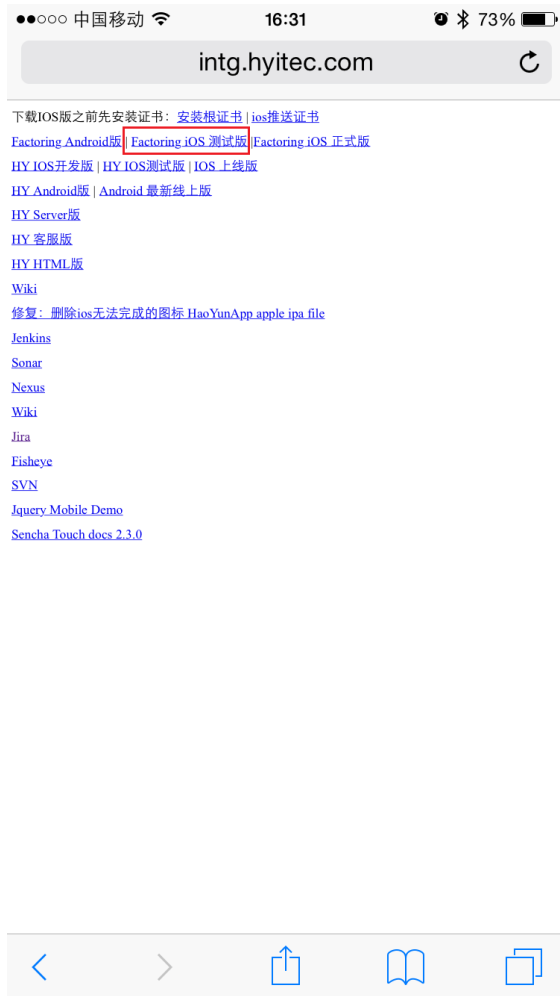 中国移动 16:31 73%
intg.hyitec.com
下载IOS版之前先安装证书：安装根证书 | ios推送证书
Factoring Android版 | Factoring iOS 测试版 |Factoring iOS 正式版
HY IOS开发版 | HY IOS测试版 | IOS 上线版
HY Android版 | Android 最新线上版
HY Server版
HY 客服版
HY HTML版
Wiki
修复：删除ios无法完成的图标 HaoYunApp apple ipa file
Jenkins
Sonar
Nexus
Wiki
Jira
Fisheye
SVN
Jquery Mobile Demo
Sencha Touch docs 2.3.0